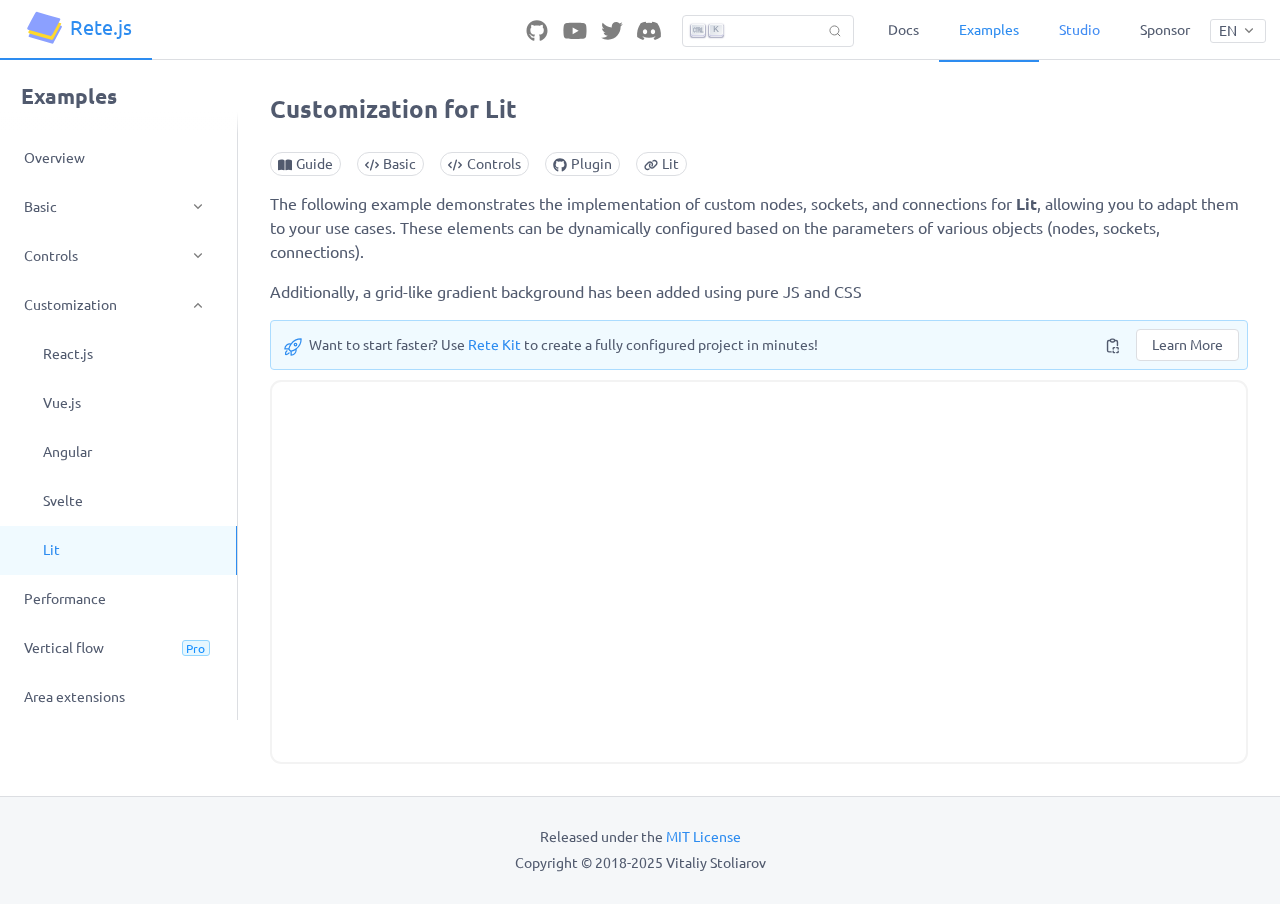 Rete.js
K
Docs
Examples
Studio
Sponsor
EN
Examples
Overview
Basic
Controls
Customization
React.js
Vue.js
Angular
Svelte
Lit
Performance
Vertical flow
Pro
Area extensions
Customization for Lit
Guide
Basic
Controls
Plugin
Lit
The following example demonstrates the implementation of custom nodes, sockets, and connections for Lit, allowing you to adapt them
to your use cases. These elements can be dynamically configured based on the parameters of various objects (nodes, sockets,
connections).
Additionally, a grid-like gradient background has been added using pure JS and CSS
Want to start faster? Use Rete Kit to create a fully configured project in minutes!
Learn More
Released under the MIT License
Copyright © 2018-2025 Vitaliy Stoliarov